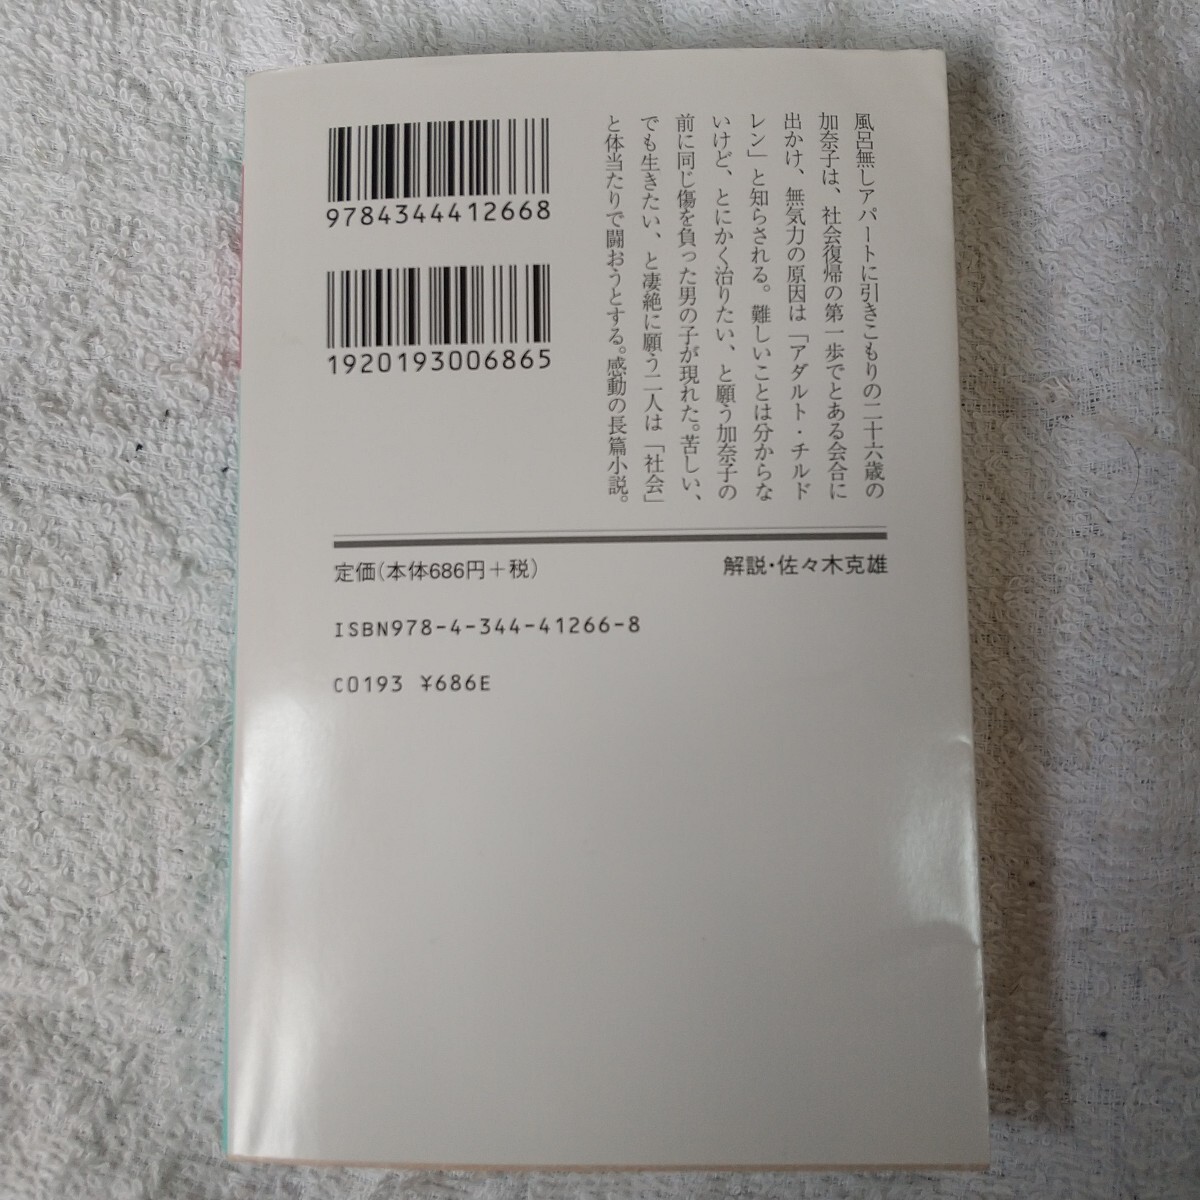 風呂無しアパートに引きこもりの二十六歳の
加奈子は、社会復帰の第一歩でとある会合に
出かけ、無気力の原因は「アダルト・チルド
レン」と知らされる。難しいことは分からな
いけど、とにかく治りたい、と願う加奈子の
前に同じ傷を負った男の子が現れた。苦しい、
でも生きたい、と凄絶に願う二人は「社会」
と体当たりで闘おうとする。感動の長篇小説。
9784344412668
1920193006865
定価(本体686円+税)
解説・佐々木克雄
ISBN978-4-344-41266-8
C0193 ¥686E